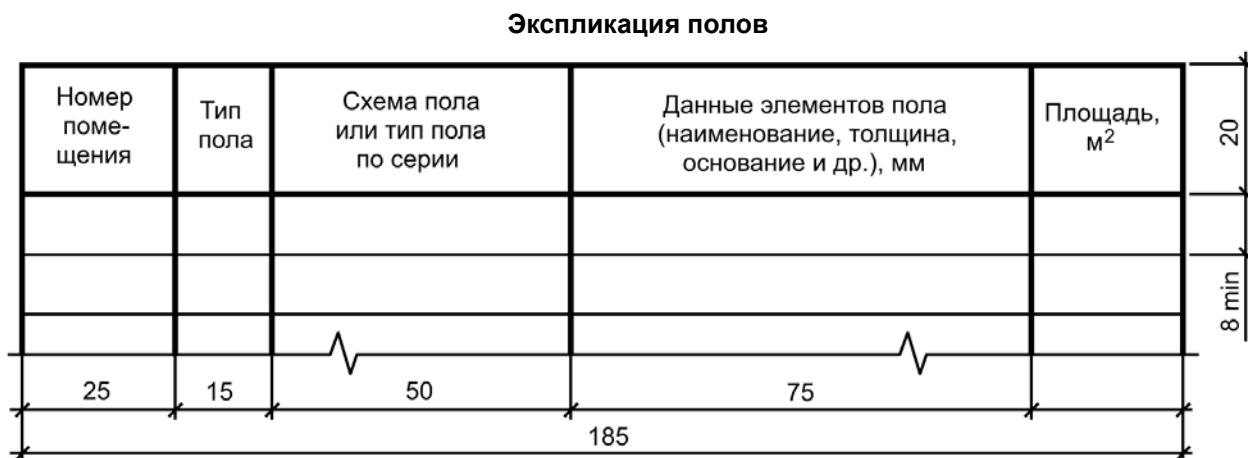 Экспликация полов
Номер
поме-
щения
Тип
пола
Схема пола
или тип пола
по серии
Данные элементов пола
(наименование, толщина,
основание и др.), мм
Площадь,
м²
20
8 min
25
15
50
75
185